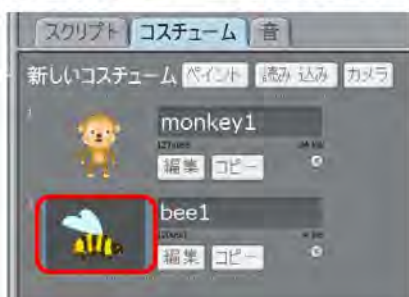 スクリプト コスチューム 音
新しいコスチューム ペイント 読み込み カメラ
1
monkey1
編集 コピー
bee1
編集 コピー